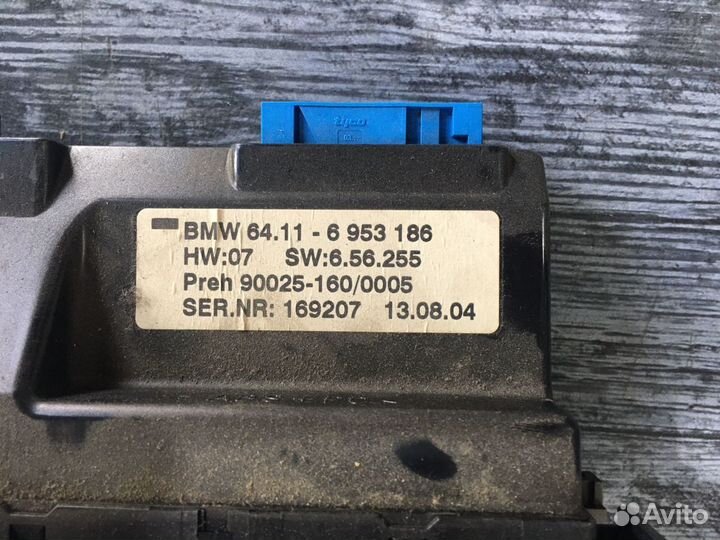 tyco
BMW 64.11 - 6 953 186
HW:07 SW:6.56.255
Preh 90025-160/0005
SER.NR: 169207 13.08.04
Avito